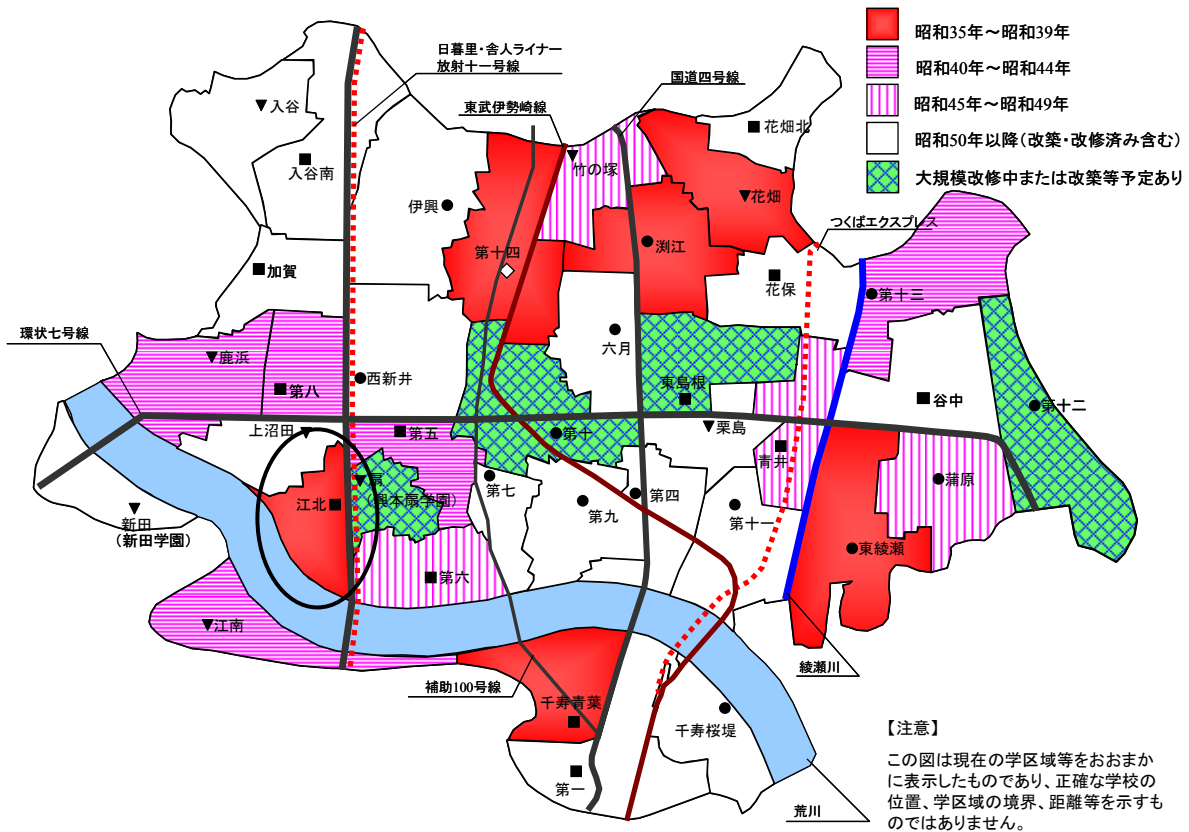 昭和35年～昭和39年
昭和40年～昭和44年
昭和45年～昭和49年
昭和50年以降(改築・改修済み含む)
大規模改修中または改築等予定あり
日暮里・舎人ライナー
放射十一号線
国道四号線
東武伊勢崎線
▼入谷
■花畑北
▼竹の塚
■入谷南
伊興●
▼花畑
つくばエクスプレス
第十四
◇
●渕江
■加賀
■花保
●第十三
環状七号線
●六月
▼鹿浜
●西新井
■第八
東島根
■
■谷中
●第十二
上沼田▼
■第五
●第十
▼栗島
青井■
第七
扇
(興本扇学園)
●第四
●蒲原
江北■
●第九
●第十一
新田
(新田学園)
●東綾瀬
■第六
▼江南
綾瀬川
補助100号線
千寿青葉
■
千寿桜堤
■
第一
荒川
【注意】
この図は現在の学区域等をおおまか
に表示したものであり、正確な学校の
位置、学区域の境界、距離等を示すも
のではありません。